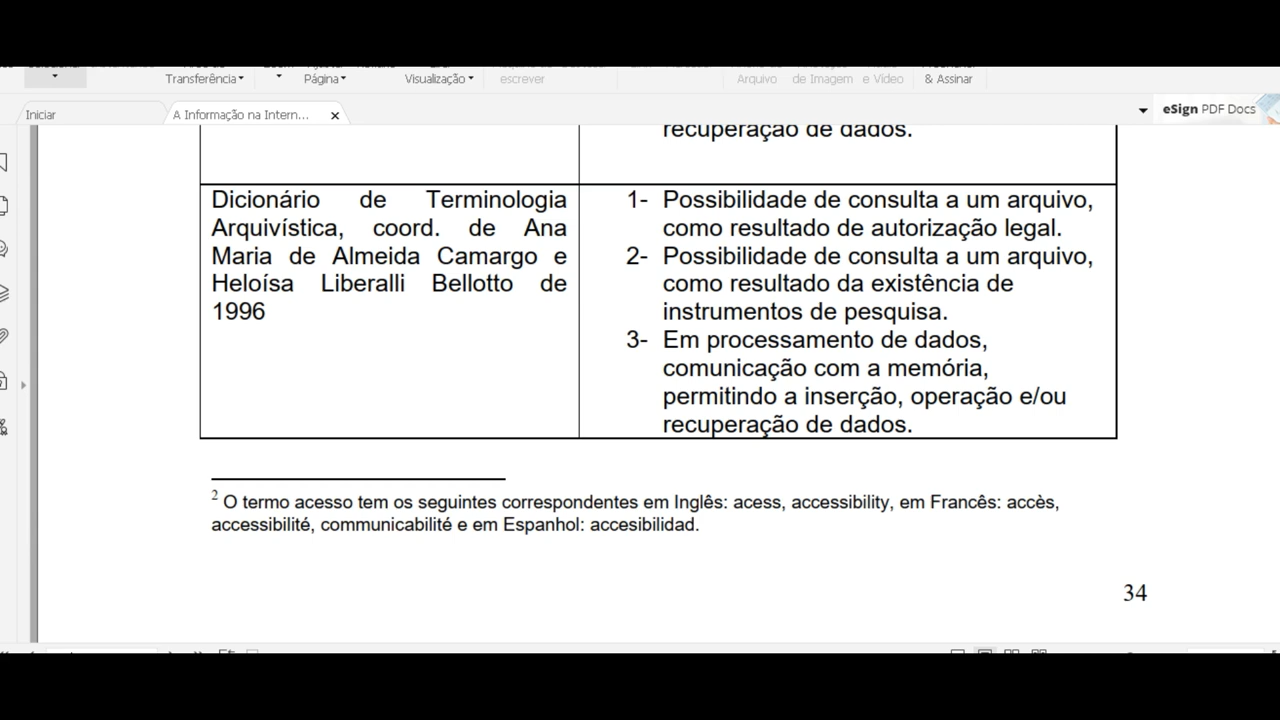 Transferência
Página
Visualização
escrever
Arquivo
de Imagem
e Vídeo
& Assinar
Iniciar
A Informação na Intern...
eSign PDF Docs
recuperação de dados.
Dicionário de Terminologia
Arquivística, coord. de Ana
Maria de Almeida Camargo e
Heloísa Liberalli Bellotto de
1996
1- Possibilidade de consulta a um arquivo,
como resultado de autorização legal.
2- Possibilidade de consulta a um arquivo,
como resultado da existência de
instrumentos de pesquisa.
3- Em processamento de dados,
comunicação com a memória,
permitindo a inserção, operação e/ou
recuperação de dados.
2 O termo acesso tem os seguintes correspondentes em Inglês: acess, accessibility, em Francês: accès,
accessibilité, communicabilité e em Espanhol: accesibilidad.
34